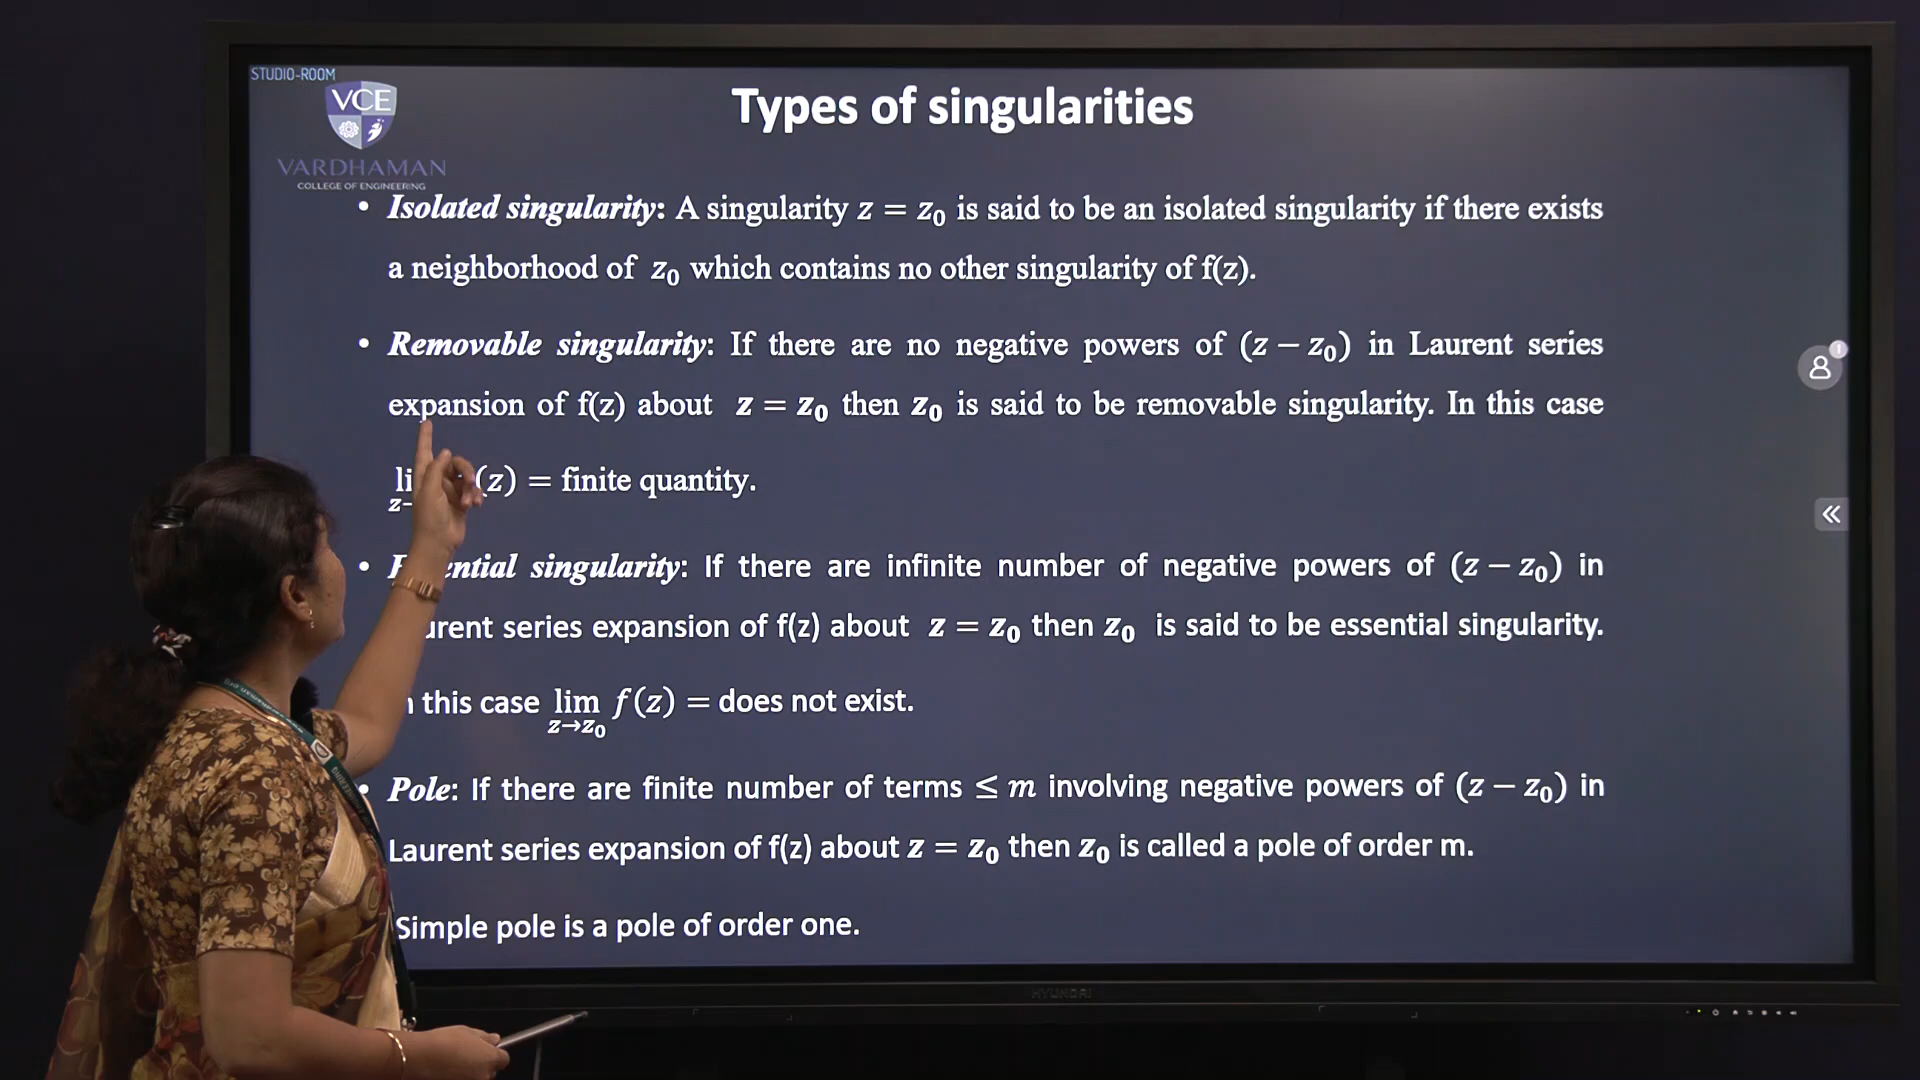 STUDIO-ROOM
VCE
VARDHAMAN
COLLEGE OF ENGINEERING
Types of singularities
• Isolated singularity: A singularity z = z₀ is said to be an isolated singularity if there exists
a neighborhood of z₀ which contains no other singularity of f(z).
• Removable singularity: If there are no negative powers of (z − z₀) in Laurent series
expansion of f(z) about z = z₀ then z₀ is said to be removable singularity. In this case
(z) = finite quantity.
• singularity: If there are infinite number of negative powers of (z − z₀) in
series expansion of f(z) about z = z₀ then z₀ is said to be essential singularity.
this case lim f(z) = does not exist.
z→z₀
• Pole: If there are finite number of terms ≤ m involving negative powers of (z − z₀) in
Laurent series expansion of f(z) about z = z₀ then z₀ is called a pole of order m.
Simple pole is a pole of order one.
HYUNDAI